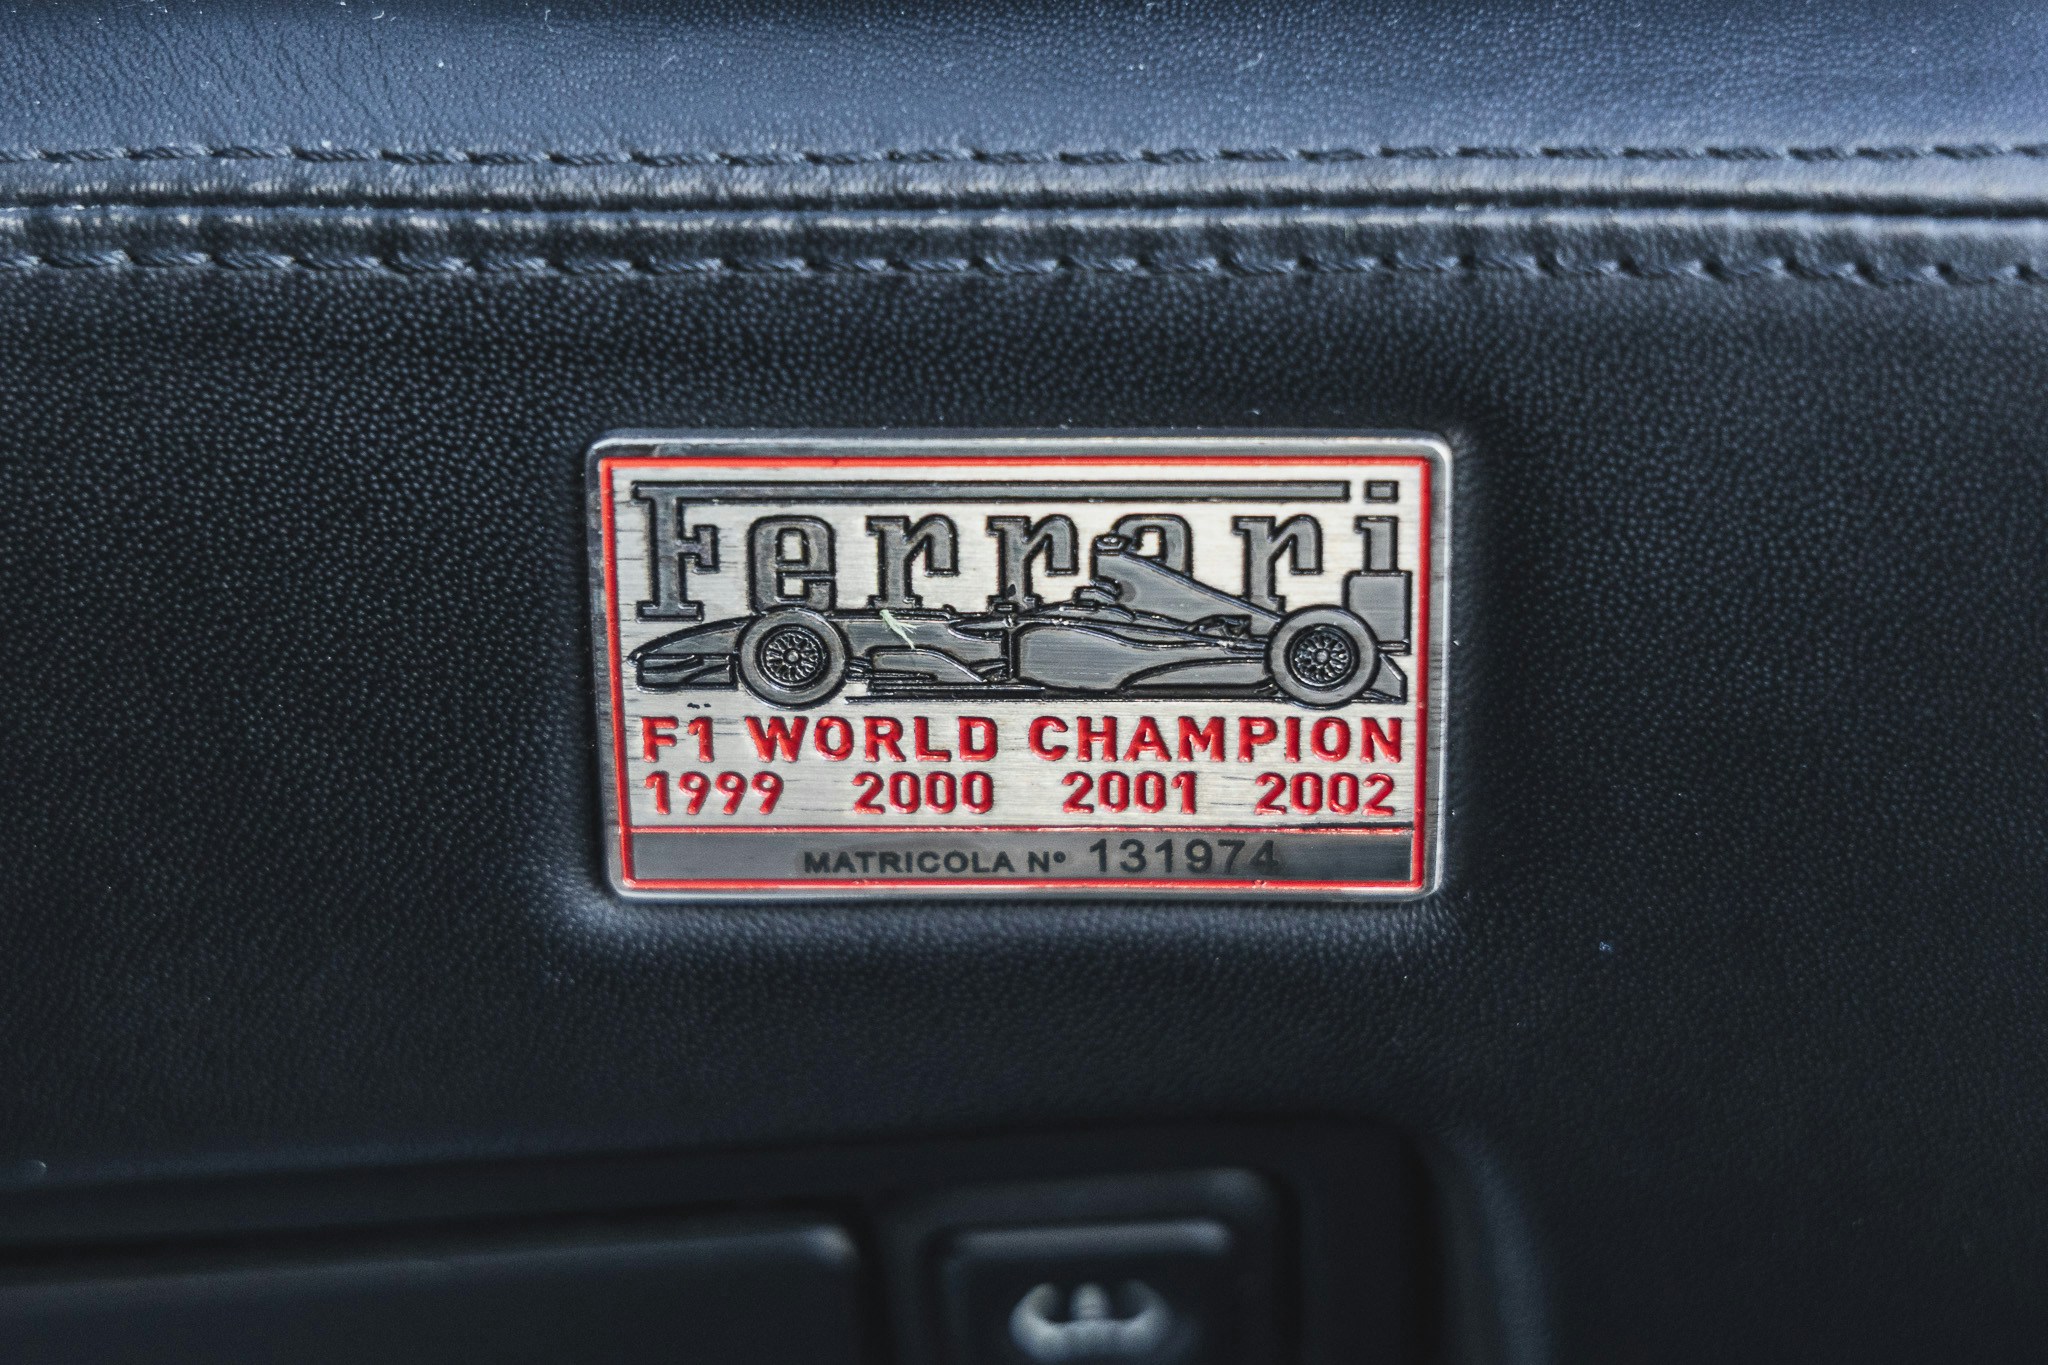 Ferrari
F1 WORLD CHAMPION
1999 2000 2001 2002
MATRICOLA Nº 131974